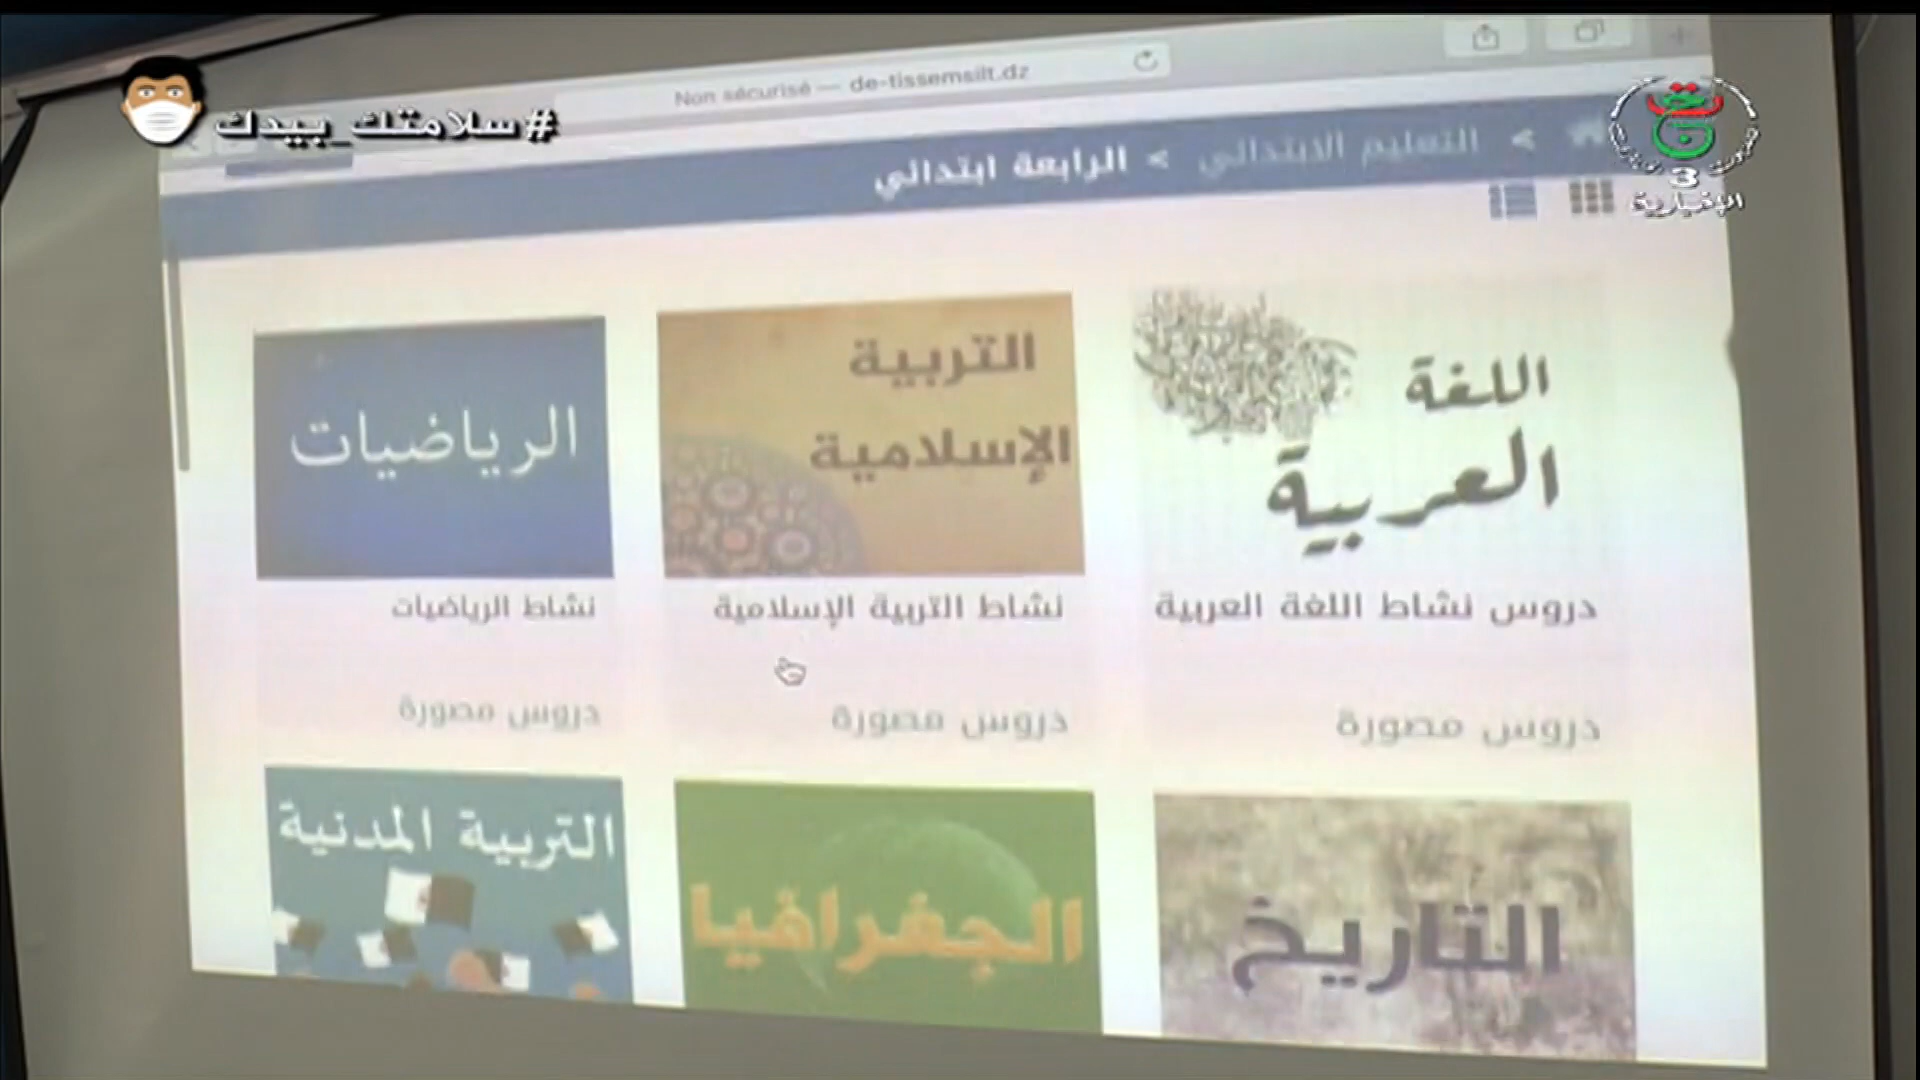 #سلامتك_بيدك
Non sécurisé — de-tissemsilt.dz
3
الإخبارية
التعليم الابتدائي > الرابعة ابتدائي
اللغة
العربية
التربية
الإسلامية
الرياضيات
دروس نشاط اللغة العربية
نشاط التربية الإسلامية
نشاط الرياضيات
دروس مصورة
دروس مصورة
دروس مصورة
التاريخ
الجغرافيا
التربية المدنية